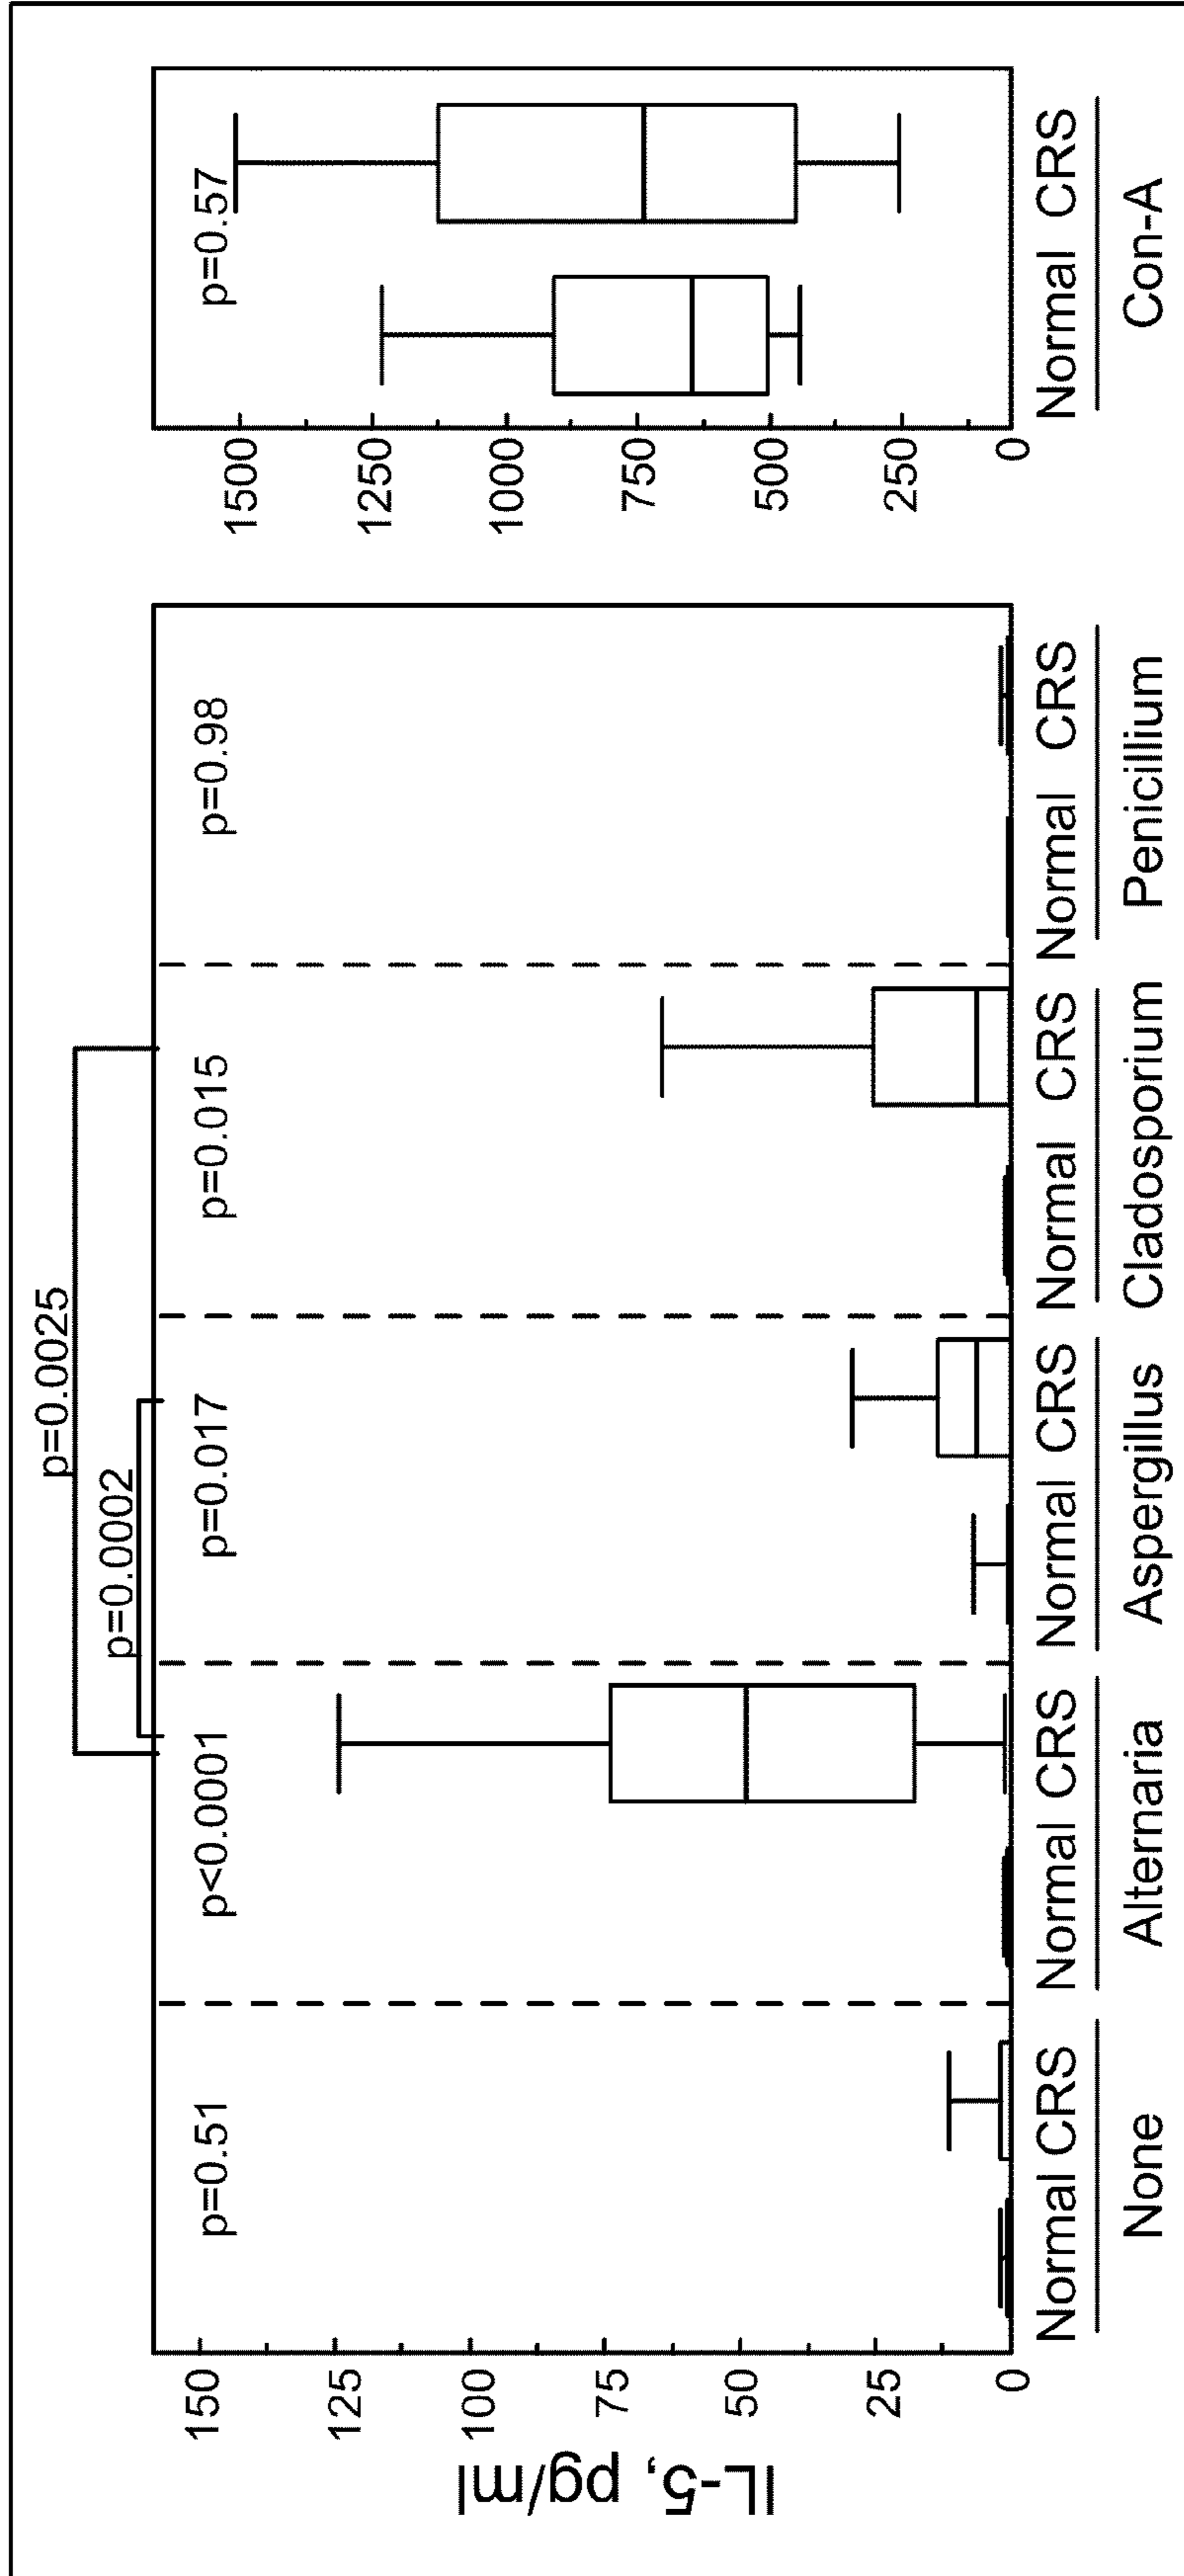 p=0.0025
p=0.0002
p=0.51 p<0.0001 p=0.017 p=0.015 p=0.98
IL-5, pg/ml
150
125
100
75
50
25
0
Normal CRS Normal CRS Normal CRS Normal CRS Normal CRS
None Alternaria Aspergillus Cladosporium Penicillium
p=0.57
1500
1250
1000
750
500
250
0
Normal CRS
Con-A